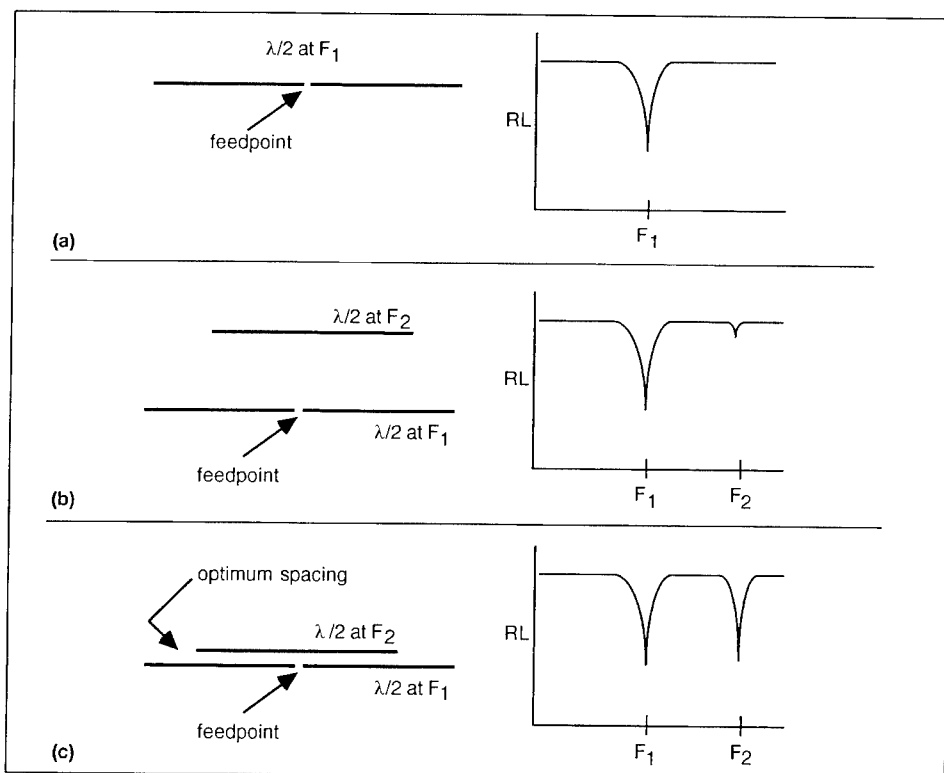 λ/2 at F1
feedpoint
(a)
RL
F1
λ/2 at F2
λ/2 at F1
feedpoint
(b)
RL
F1 F2
optimum spacing
λ/2 at F2
λ/2 at F1
feedpoint
(c)
RL
F1 F2